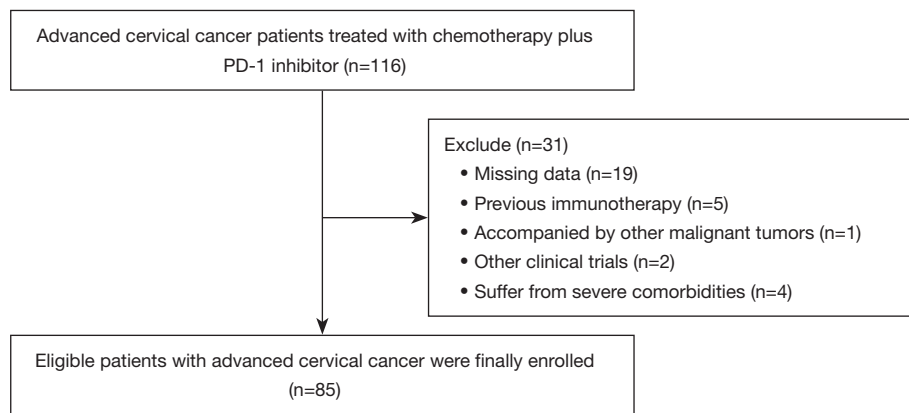 Advanced cervical cancer patients treated with chemotherapy plus
PD-1 inhibitor (n=116)
Exclude (n=31)
• Missing data (n=19)
• Previous immunotherapy (n=5)
• Accompanied by other malignant tumors (n=1)
• Other clinical trials (n=2)
• Suffer from severe comorbidities (n=4)
Eligible patients with advanced cervical cancer were finally enrolled
(n=85)